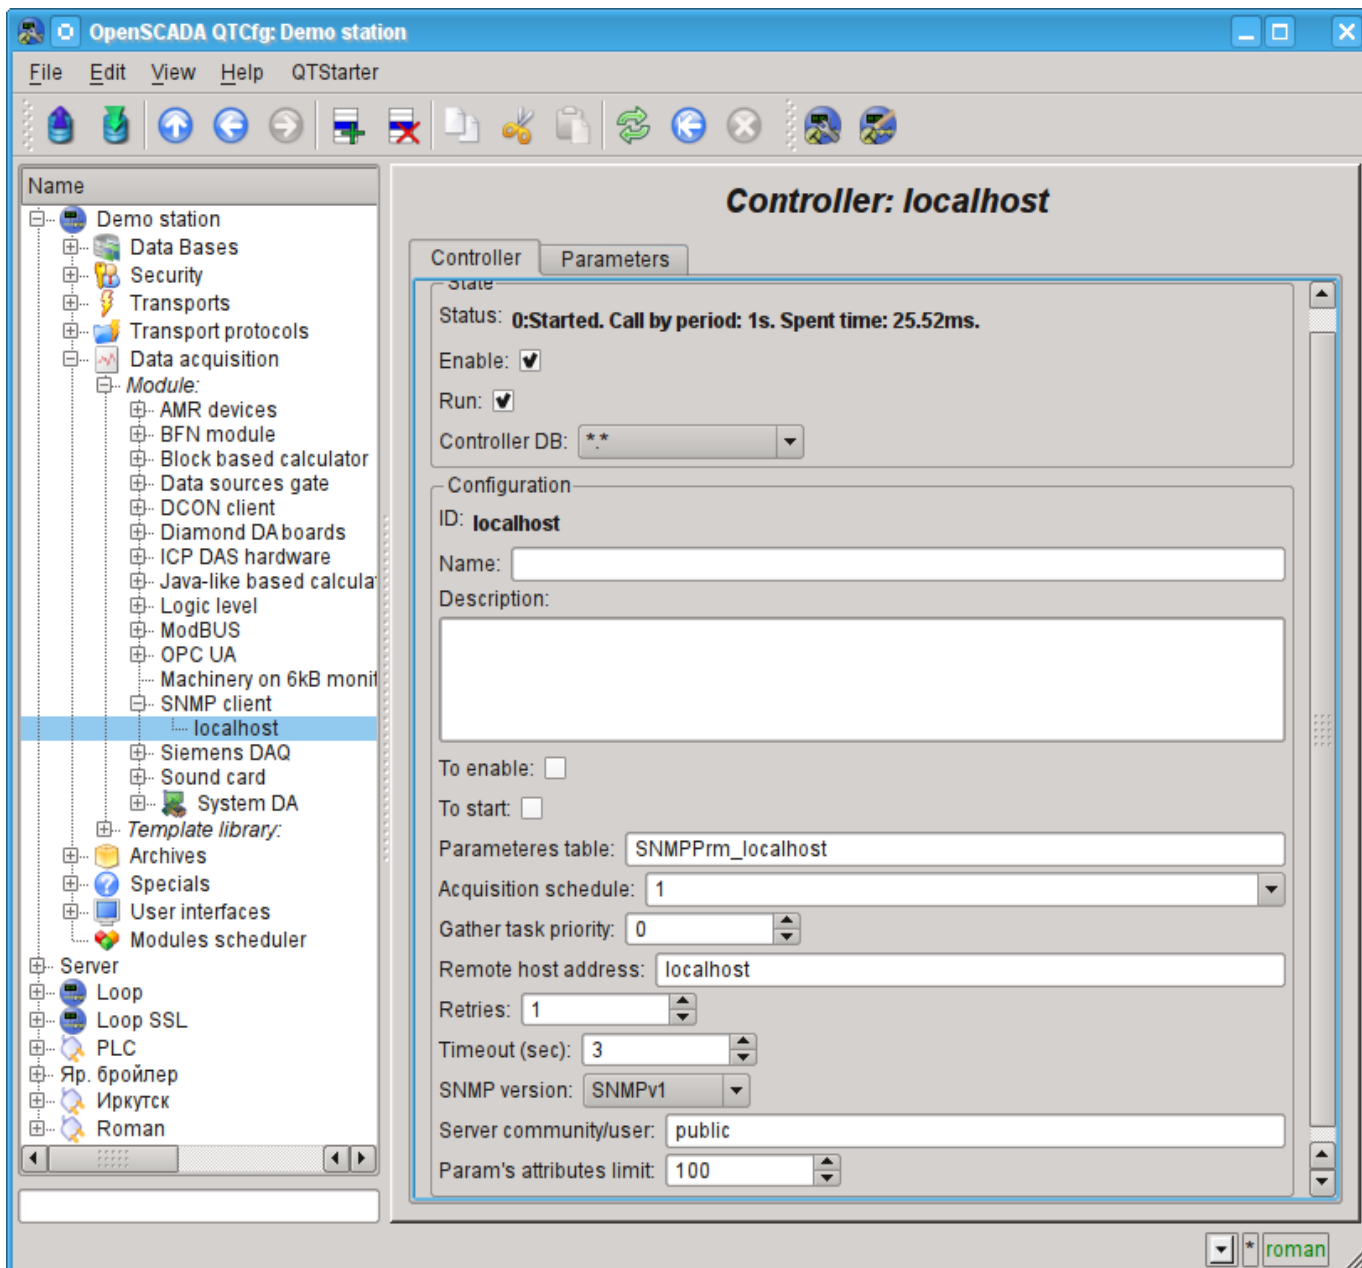 OpenSCADA QTCfg: Demo station
File Edit View Help QTStarter
Name
Demo station
Data Bases
Security
Transports
Transport protocols
Data acquisition
Module:
AMR devices
BFN module
Block based calculator
Data sources gate
DCON client
Diamond DA boards
ICP DAS hardware
Java-like based calcula
Logic level
ModBUS
OPC UA
Machinery on 6kB monit
SNMP client
localhost
Siemens DAQ
Sound card
System DA
Template library:
Archives
Specials
User interfaces
Modules scheduler
Server
Loop
Loop SSL
PLC
Яр. бройлер
Иркутск
Roman
Controller: localhost
Controller Parameters
State
Status: 0:Started. Call by period: 1s. Spent time: 25.52ms.
Enable:
Run:
Controller DB: *.*
Configuration
ID: localhost
Name:
Description:
To enable:
To start:
Parameteres table: SNMPPrm_localhost
Acquisition schedule: 1
Gather task priority: 0
Remote host address: localhost
Retries: 1
Timeout (sec): 3
SNMP version: SNMPv1
Server community/user: public
Param's attributes limit: 100
* roman